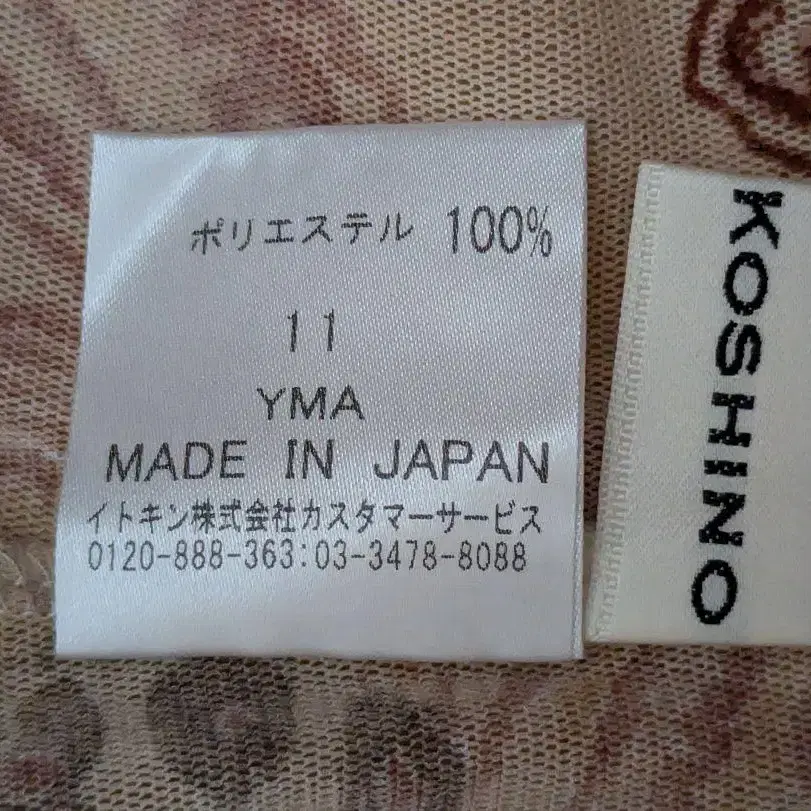 ポリエステル 100%
11
YMA
MADE IN JAPAN
イトキン株式会社カスタマーサービス
0120-888-363:03-3478-8088
KOSHINO